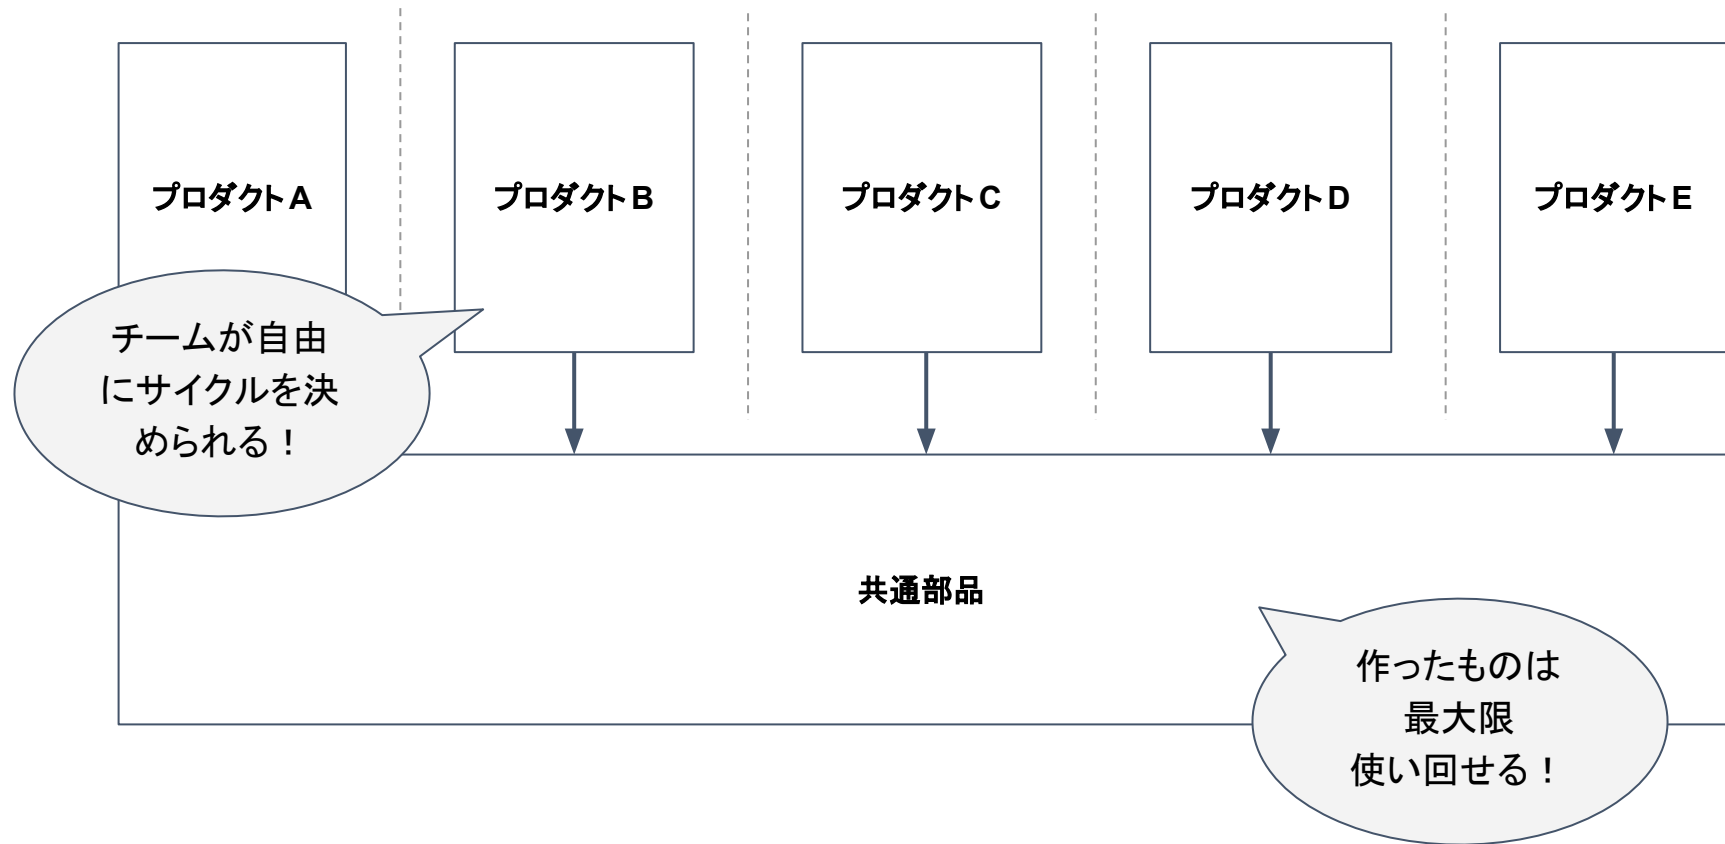 プロダクトA
プロダクトB
プロダクトC
プロダクトD
プロダクトE
チームが自由
にサイクルを決
められる！
共通部品
作ったものは
最大限
使い回せる！